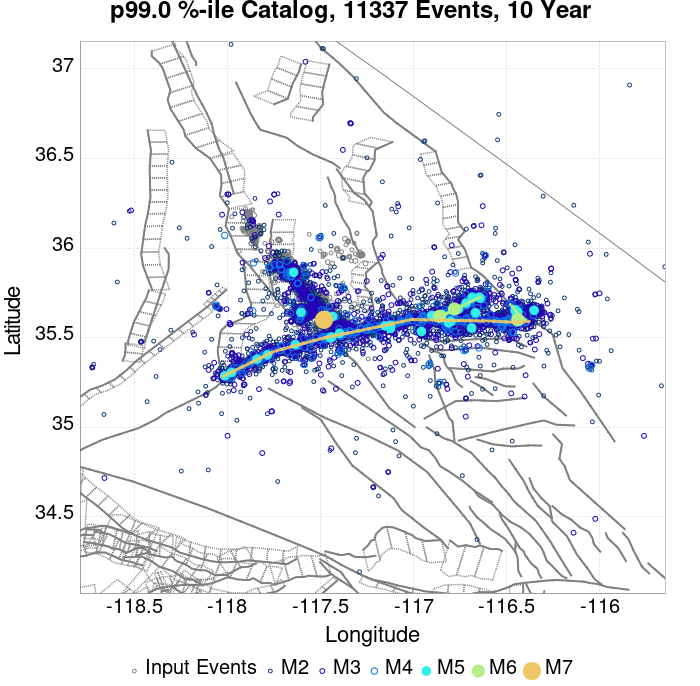 p99.0 %-ile Catalog, 11337 Events, 10 Year
37
36.5
36
35.5
35
34.5
Latitude
-118.5 -118 -117.5 -117 -116.5 -116
Longitude
Input Events M2 M3 M4 M5 M6 M7